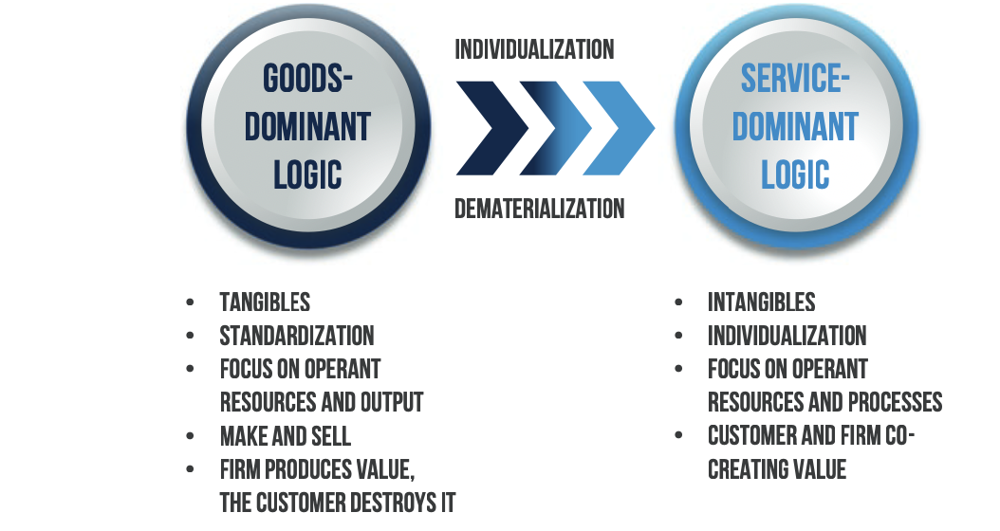 GOODS-
DOMINANT
LOGIC
INDIVIDUALIZATION
DEMATERIALIZATION
SERVICE-
DOMINANT
LOGIC
• TANGIBLES
• STANDARDIZATION
• FOCUS ON OPERANT
RESOURCES AND OUTPUT
• MAKE AND SELL
• FIRM PRODUCES VALUE,
THE CUSTOMER DESTROYS IT
• INTANGIBLES
• INDIVIDUALIZATION
• FOCUS ON OPERANT
RESOURCES AND PROCESSES
• CUSTOMER AND FIRM CO-
CREATING VALUE